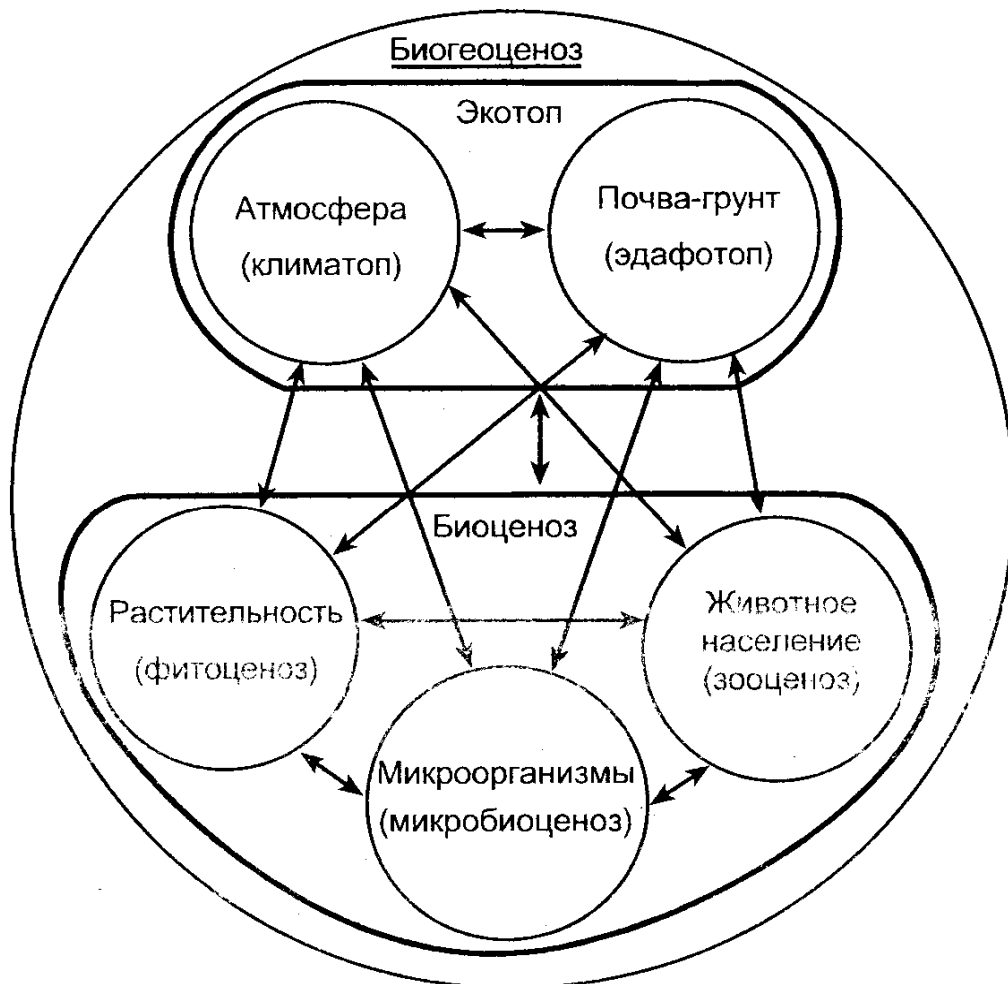 Биогеоценоз
Экотоп
Атмосфера
(климатоп)
Почва-грунт
(эдафотоп)
Биоценоз
Растительность
(фитоценоз)
Животное
население
(зооценоз)
Микроорганизмы
(микробиоценоз)